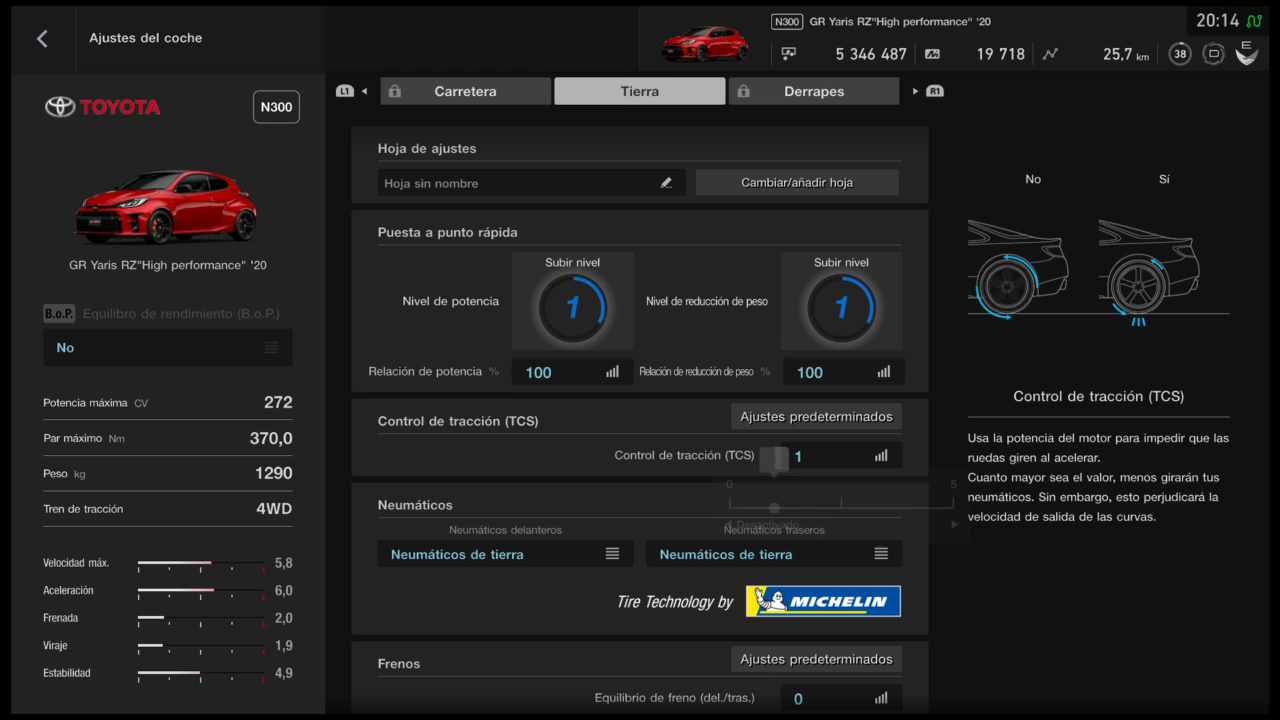 Ajustes del coche
N300 GR Yaris RZ"High performance" '20
20:14
5 346 487
19 718
25,7 km
38
E
TOYOTA
N300
GR Yaris RZ"High performance" '20
B.o.P. Equilibro de rendimiento (B.o.P.)
No
Potencia máxima CV 272
Par máximo Nm 370,0
Peso kg 1290
Tren de tracción 4WD
Velocidad máx. 5,8
Aceleración 6,0
Frenada 2,0
Viraje 1,9
Estabilidad 4,9
L1 Carretera Tierra Derrapes R1
Hoja de ajustes
Hoja sin nombre
Cambiar/añadir hoja
Puesta a punto rápida
Subir nivel Subir nivel
Nivel de potencia 1 Nivel de reducción de peso 1
Relación de potencia % 100 Relación de reducción de peso % 100
Control de tracción (TCS) Ajustes predeterminados
Control de tracción (TCS) 1
0 5
Desactivado
Neumáticos
Neumáticos delanteros Neumáticos traseros
Neumáticos de tierra Neumáticos de tierra
Tire Technology by MICHELIN
Frenos Ajustes predeterminados
Equilibrio de freno (del./tras.) 0
No Sí
Control de tracción (TCS)
Usa la potencia del motor para impedir que las
ruedas giren al acelerar.
Cuanto mayor sea el valor, menos girarán tus
neumáticos. Sin embargo, esto perjudicará la
velocidad de salida de las curvas.